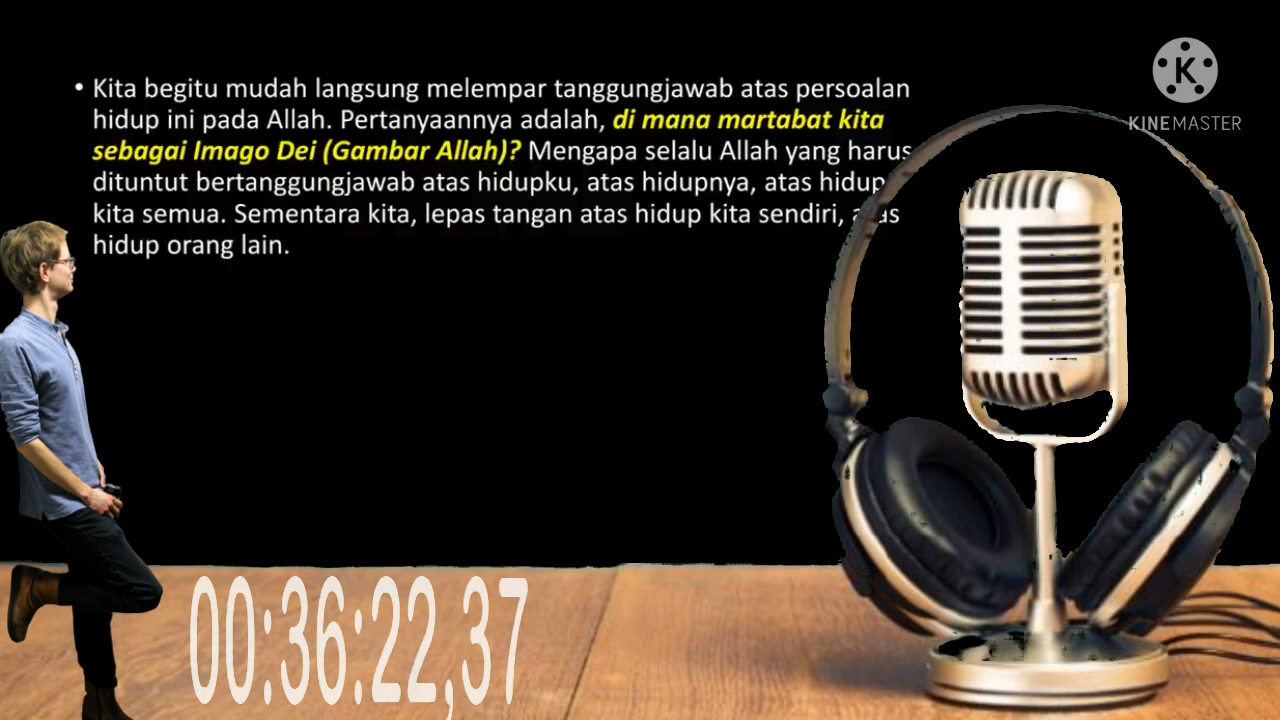 K
KINEMASTER
• Kita begitu mudah langsung melempar tanggungjawab atas persoalan
hidup ini pada Allah. Pertanyaannya adalah, di mana martabat kita
sebagai Imago Dei (Gambar Allah)? Mengapa selalu Allah yang harus
dituntut bertanggungjawab atas hidupku, atas hidupnya, atas hidup
kita semua. Sementara kita, lepas tangan atas hidup kita sendiri, atas
hidup orang lain.
00:36:22,37